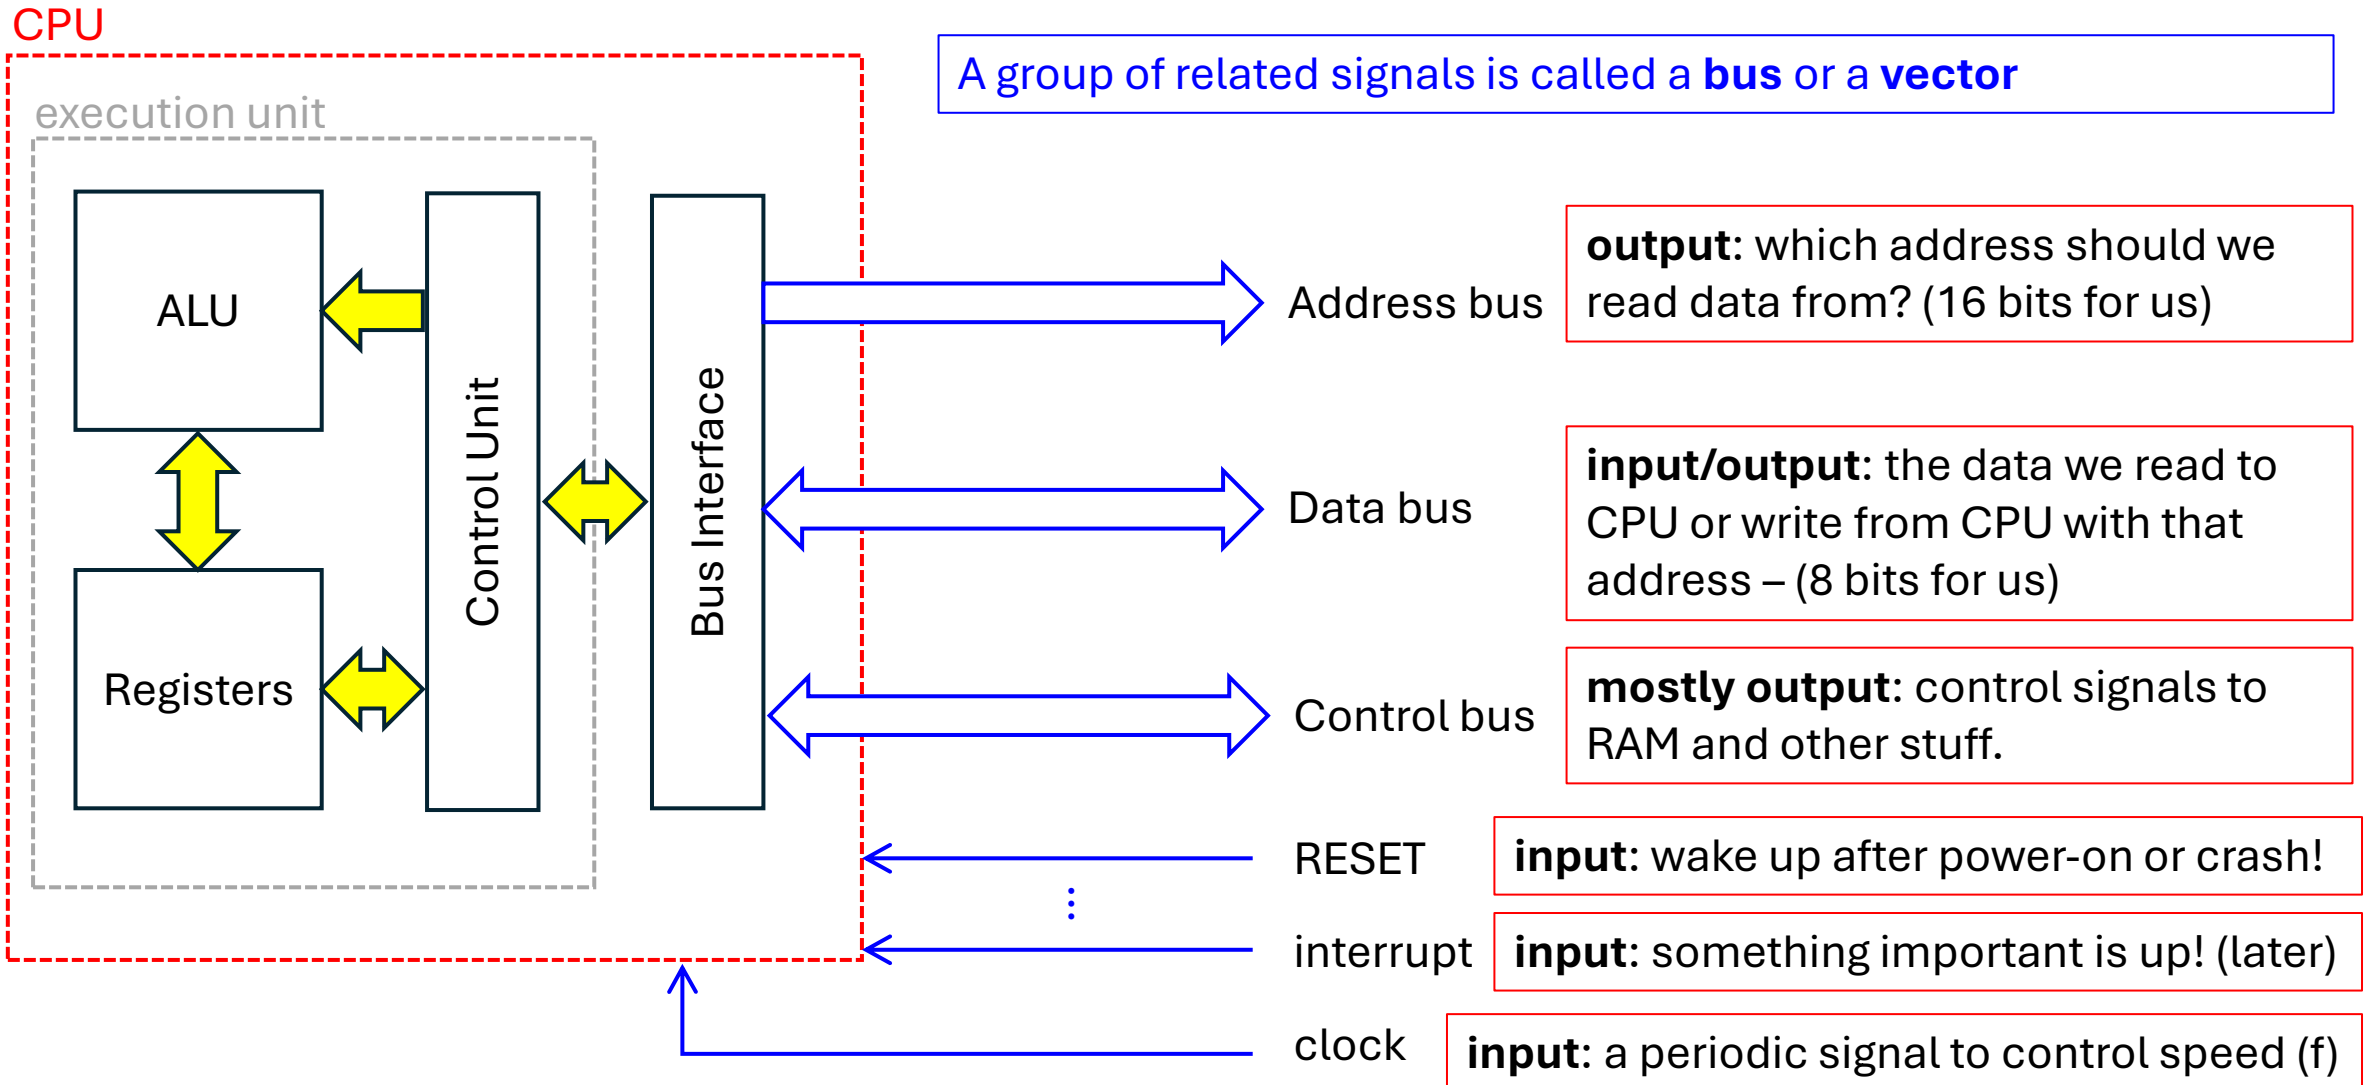 CPU
A group of related signals is called a bus or a vector
execution unit
ALU
Control Unit
Bus Interface
Registers
Address bus
output: which address should we
read data from? (16 bits for us)
Data bus
input/output: the data we read to
CPU or write from CPU with that
address – (8 bits for us)
Control bus
mostly output: control signals to
RAM and other stuff.
RESET
input: wake up after power-on or crash!
interrupt
input: something important is up! (later)
clock
input: a periodic signal to control speed (f)